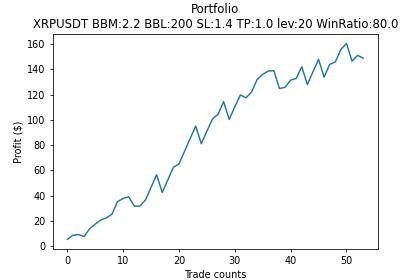 Portfolio
XRPUSDT BBM:2.2 BBL:200 SL:1.4 TP:1.0 lev:20 WinRatio:80.0
160
140
120
100
80
60
40
20
0
Profit ($)
0 10 20 30 40 50
Trade counts